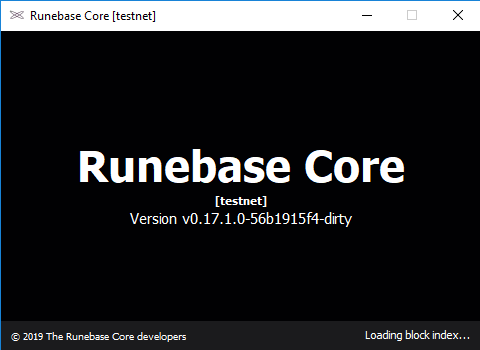 Runebase Core [testnet]
Runebase Core
[testnet]
Version v0.17.1.0-56b1915f4-dirty
© 2019 The Runebase Core developers
Loading block index...